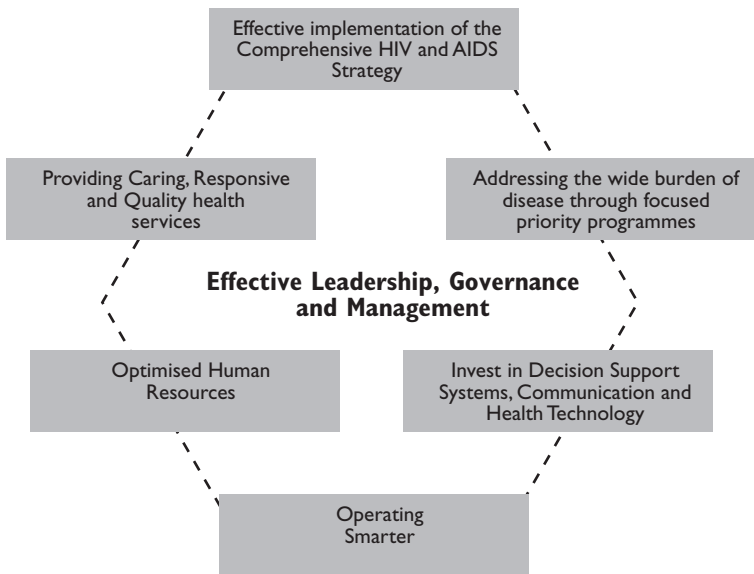 Effective implementation of the
Comprehensive HIV and AIDS
Strategy
Providing Caring, Responsive
and Quality health
services
Addressing the wide burden of
disease through focused
priority programmes
Effective Leadership, Governance
and Management
Optimised Human
Resources
Invest in Decision Support
Systems, Communication and
Health Technology
Operating
Smarter